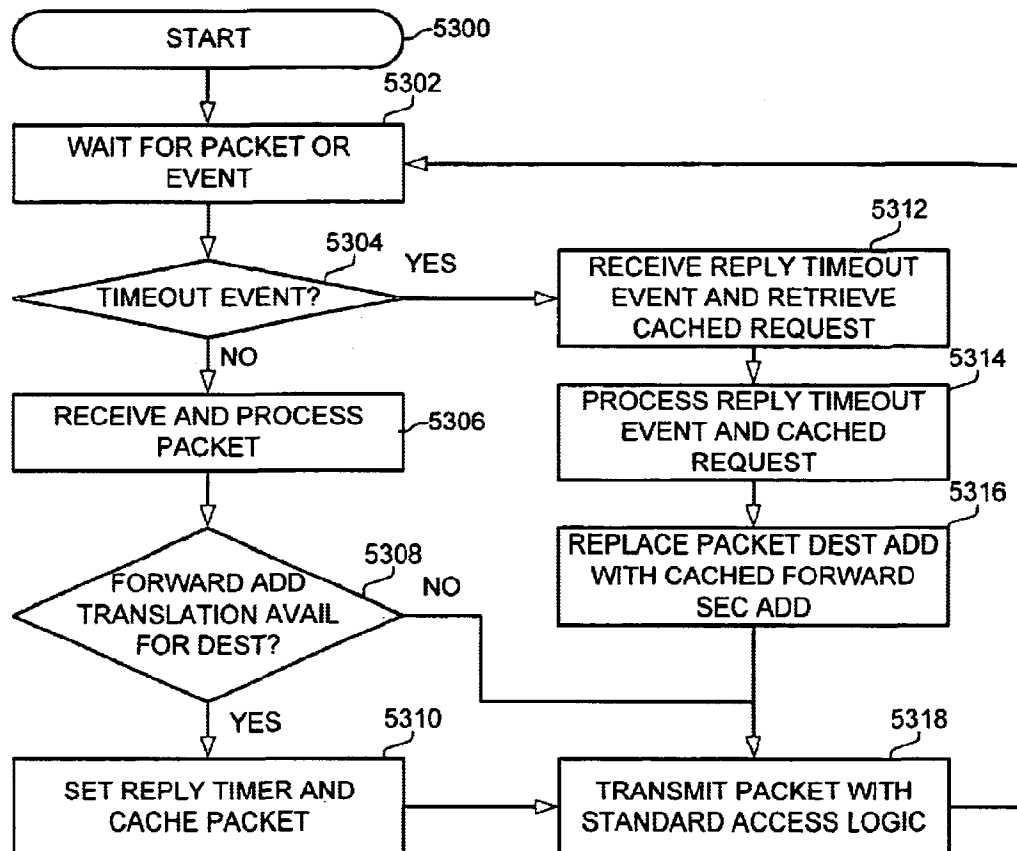 START
5300
5302
WAIT FOR PACKET OR
EVENT
5304
TIMEOUT EVENT?
YES
NO
5312
RECEIVE REPLY TIMEOUT
EVENT AND RETRIEVE
CACHED REQUEST
5306
RECEIVE AND PROCESS
PACKET
5314
PROCESS REPLY TIMEOUT
EVENT AND CACHED
REQUEST
5308
FORWARD ADD
TRANSLATION AVAIL
FOR DEST?
NO
YES
5316
REPLACE PACKET DEST ADD
WITH CACHED FORWARD
SEC ADD
5310
SET REPLY TIMER AND
CACHE PACKET
5318
TRANSMIT PACKET WITH
STANDARD ACCESS LOGIC